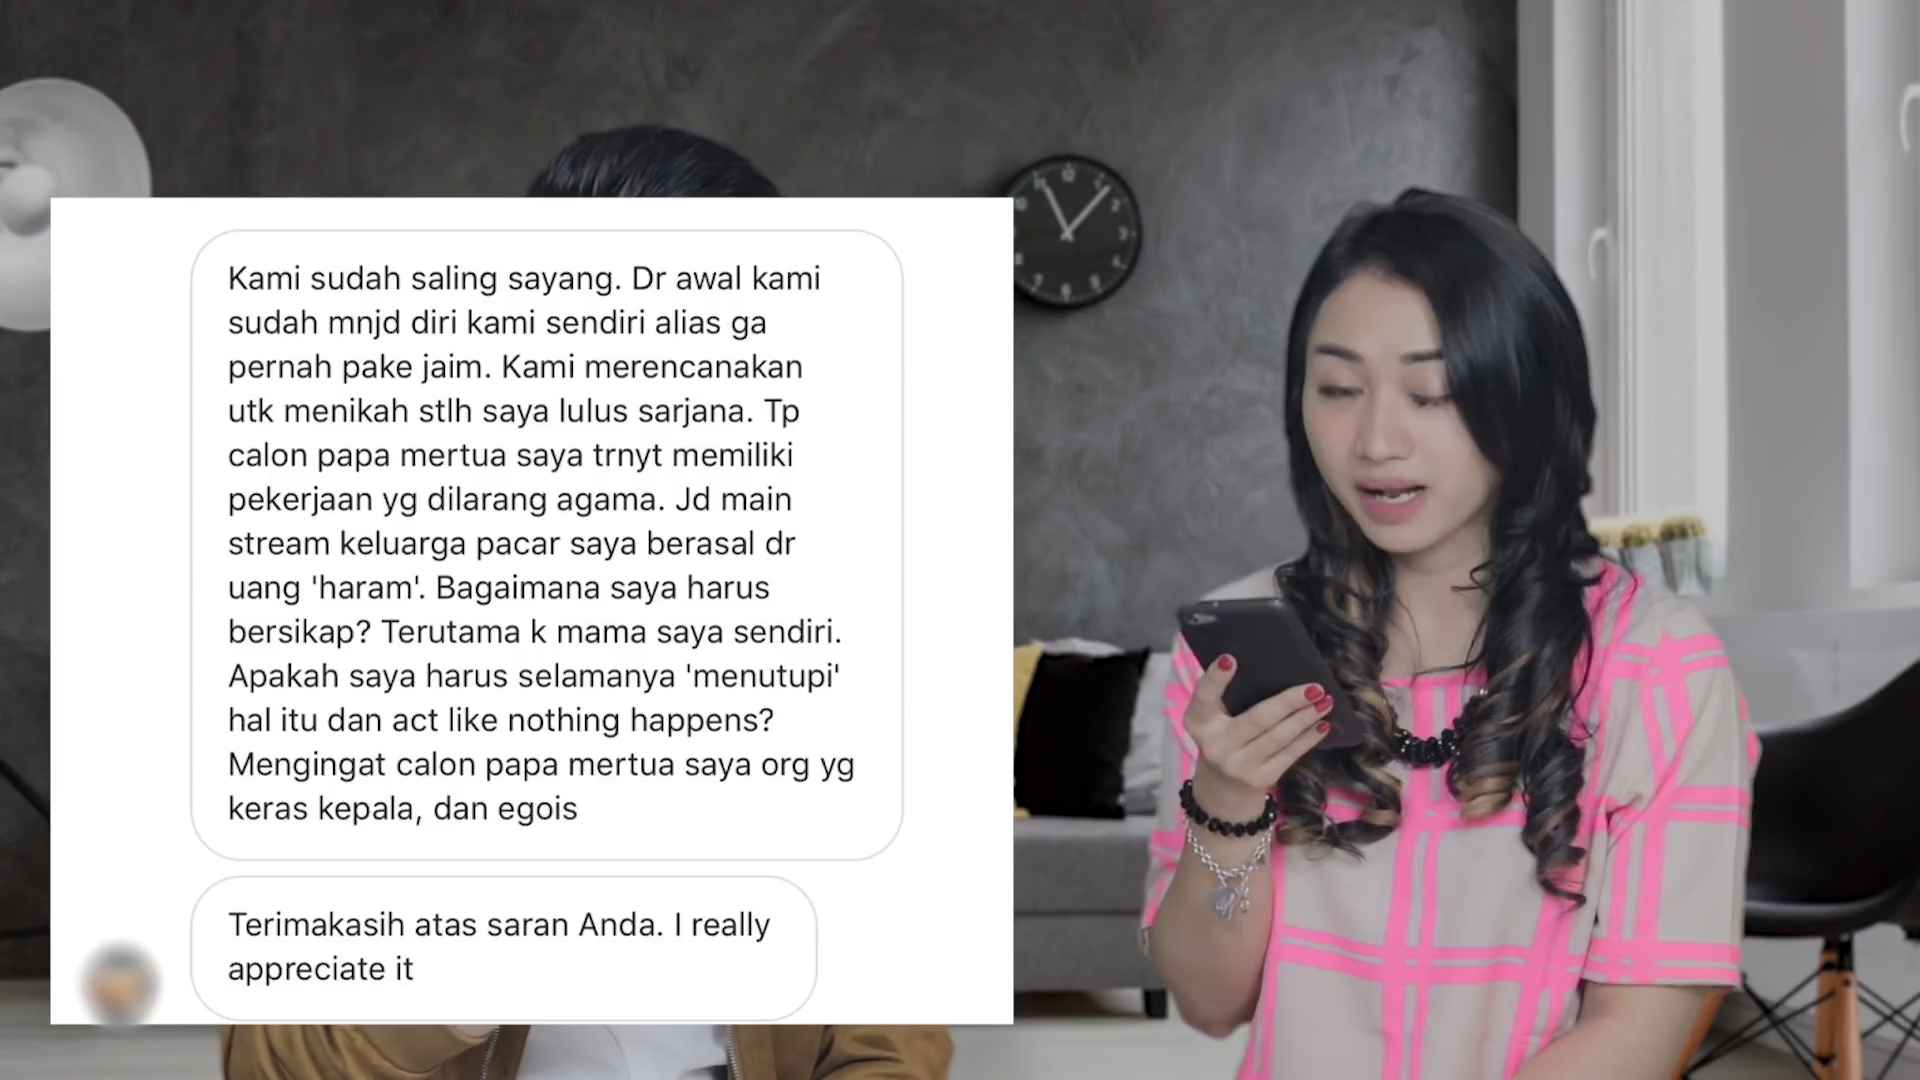 Kami sudah saling sayang. Dr awal kami
sudah mnjd diri kami sendiri alias ga
pernah pake jaim. Kami merencanakan
utk menikah stlh saya lulus sarjana. Tp
calon papa mertua saya trnyt memiliki
pekerjaan yg dilarang agama. Jd main
stream keluarga pacar saya berasal dr
uang 'haram'. Bagaimana saya harus
bersikap? Terutama k mama saya sendiri.
Apakah saya harus selamanya 'menutupi'
hal itu dan act like nothing happens?
Mengingat calon papa mertua saya org yg
keras kepala, dan egois
Terimakasih atas saran Anda. I really
appreciate it